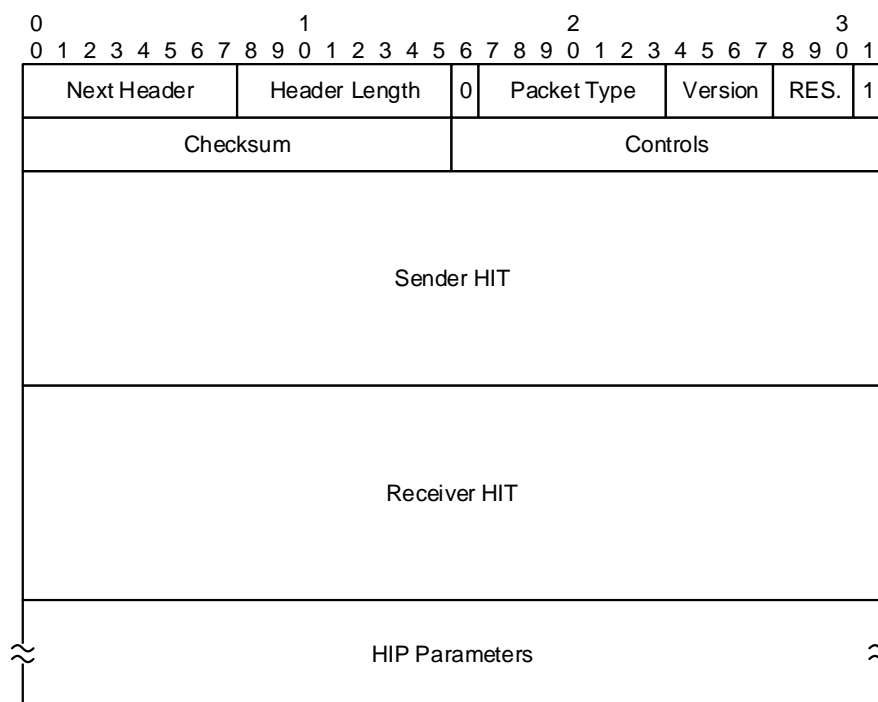 0 1 2 3
0 1 2 3 4 5 6 7 8 9 0 1 2 3 4 5 6 7 8 9 0 1 2 3 4 5 6 7 8 9 0 1
Next Header Header Length 0 Packet Type Version RES. 1
Checksum Controls
Sender HIT
Receiver HIT
HIP Parameters